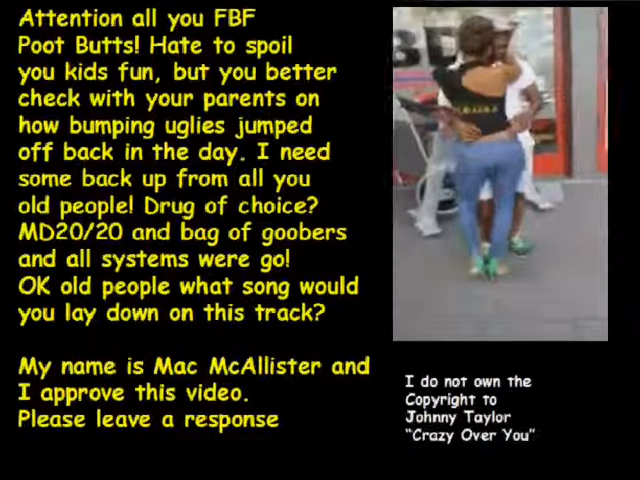 Attention all you FBF
Poot Butts! Hate to spoil
you kids fun, but you better
check with your parents on
how bumping uglies jumped
off back in the day. I need
some back up from all you
old people! Drug of choice?
MD20/20 and bag of goobers
and all systems were go!
OK old people what song would
you lay down on this track?
My name is Mac McAllister and
I approve this video.
Please leave a response
I do not own the
Copyright to
Johnny Taylor
"Crazy Over You"